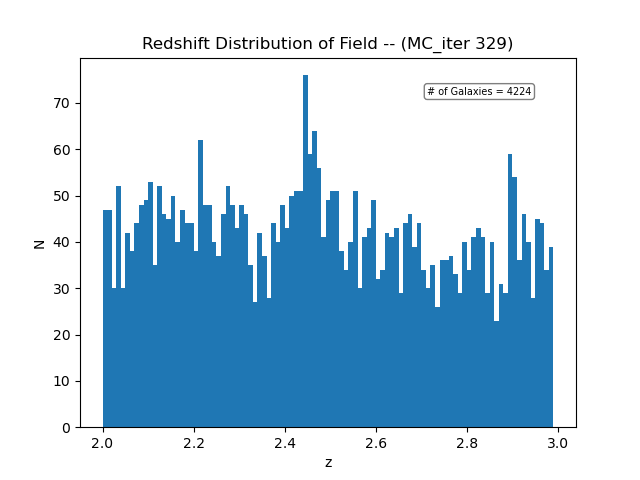 Redshift Distribution of Field -- (MC_iter 329)
# of Galaxies = 4224
70
60
50
40
30
20
10
0
N
2.0 2.2 2.4 2.6 2.8 3.0
z